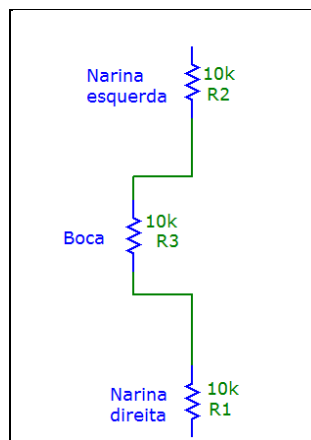 Narina
esquerda
10k
R2
Boca
10k
R3
Narina
direita
10k
R1